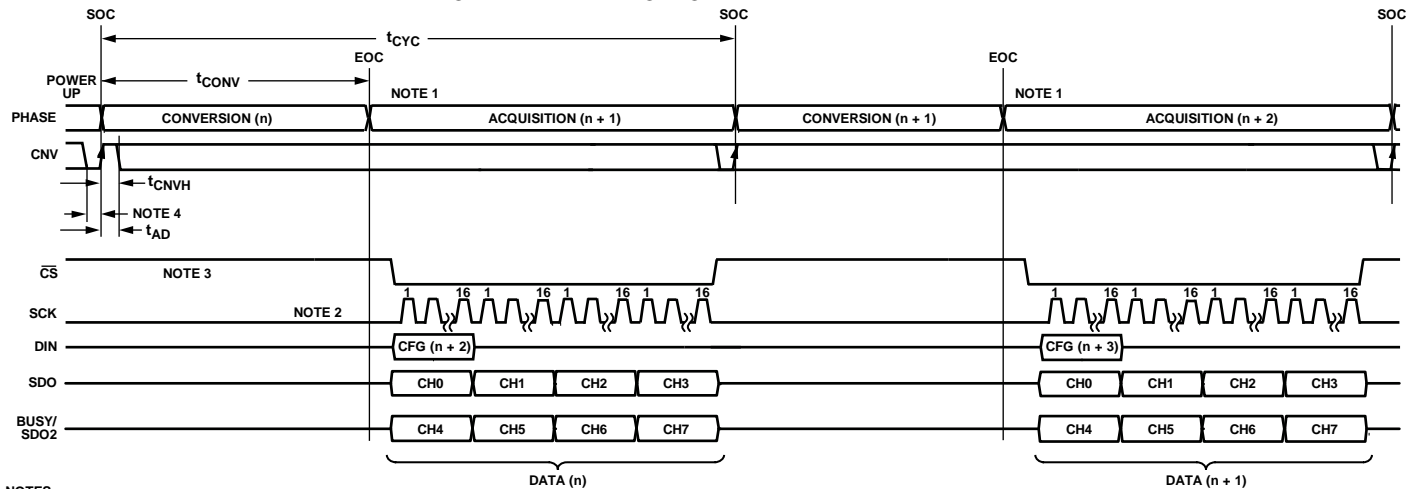 SOC SOC SOC
tCYC
EOC EOC
POWER UP tCONV
NOTE 1 NOTE 1
PHASE CONVERSION (n) ACQUISITION (n + 1) CONVERSION (n + 1) ACQUISITION (n + 2)
CNV
tCNVH
NOTE 4
tAD
CS NOTE 3
1 16 1 16 1 16 1 16 1 16 1 16 1 16 1 16
SCK NOTE 2
DIN CFG (n + 2) CFG (n + 3)
SDO CH0 CH1 CH2 CH3 CH0 CH1 CH2 CH3
BUSY/
SDO2 CH4 CH5 CH6 CH7 CH4 CH5 CH6 CH7
DATA (n) DATA (n + 1)